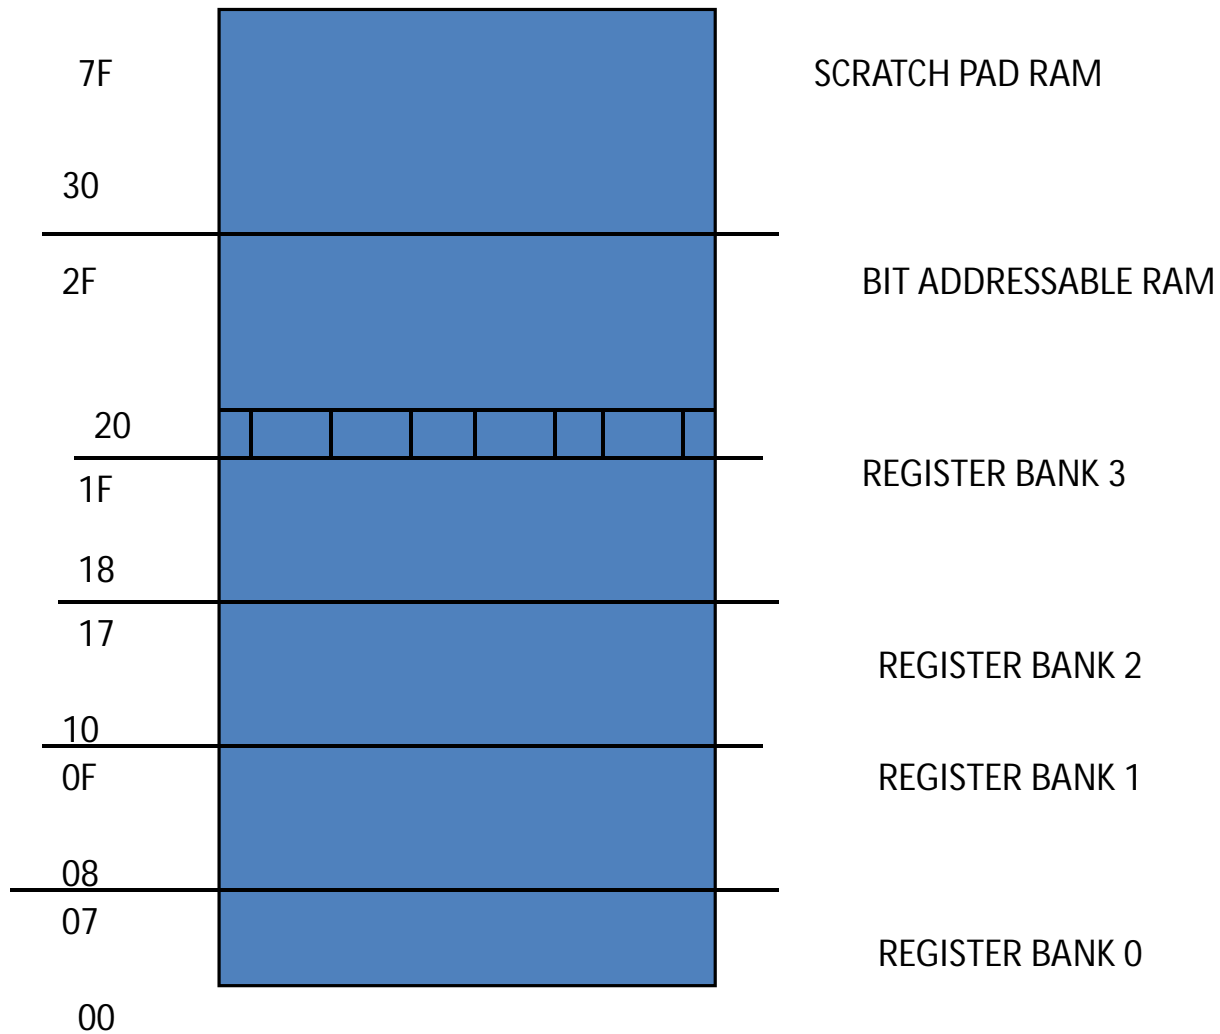 7F
SCRATCH PAD RAM
30
2F
BIT ADDRESSABLE RAM
20
REGISTER BANK 3
1F
18
17
REGISTER BANK 2
10
0F
REGISTER BANK 1
08
07
REGISTER BANK 0
00